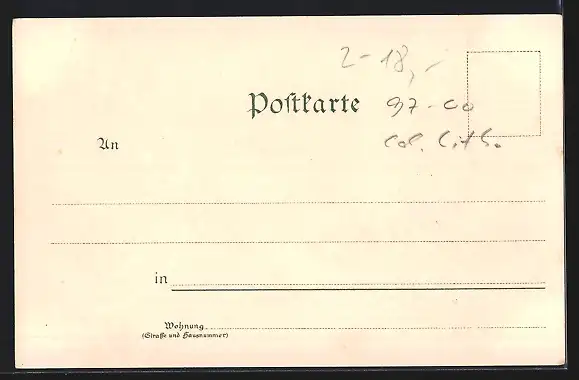 2-18,-
Poſtkarte
97-00
col. Lith.
An
in
Wohnung
(Straße und Hausnummer)